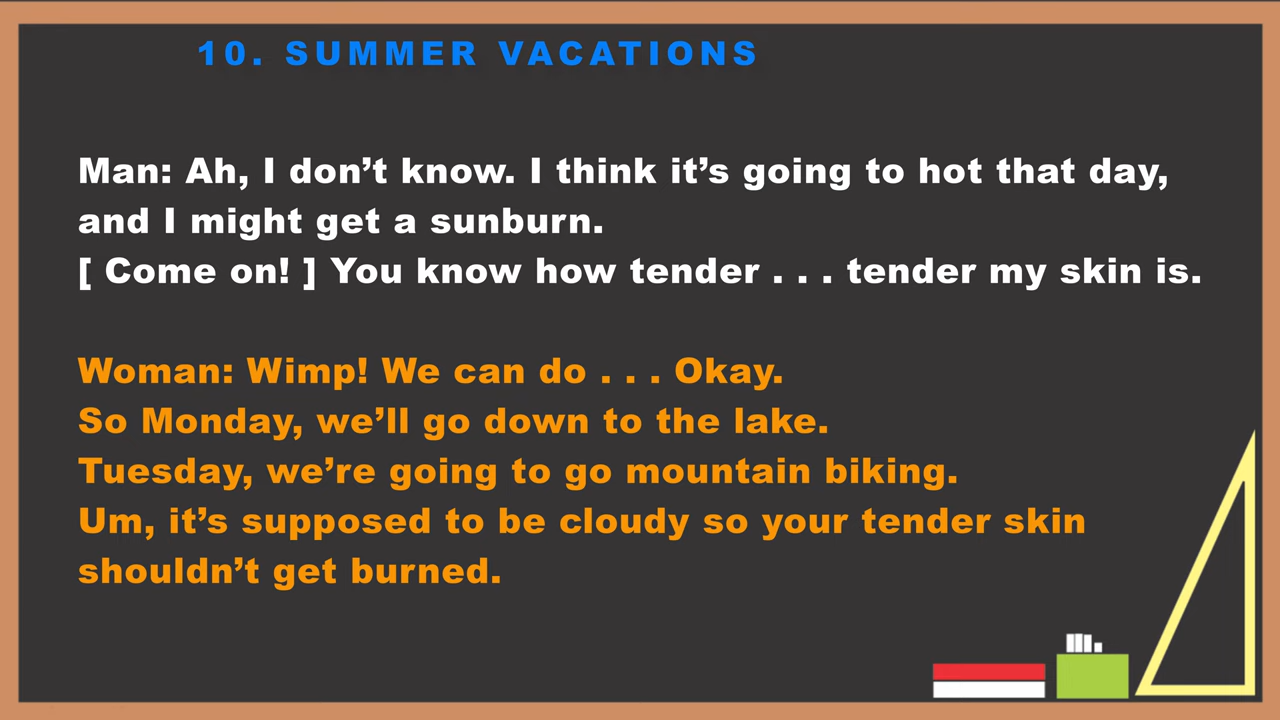 10. SUMMER VACATIONS
Man: Ah, I don’t know. I think it’s going to hot that day,
and I might get a sunburn.
[ Come on! ] You know how tender . . . tender my skin is.
Woman: Wimp! We can do . . . Okay.
So Monday, we’ll go down to the lake.
Tuesday, we’re going to go mountain biking.
Um, it’s supposed to be cloudy so your tender skin
shouldn’t get burned.